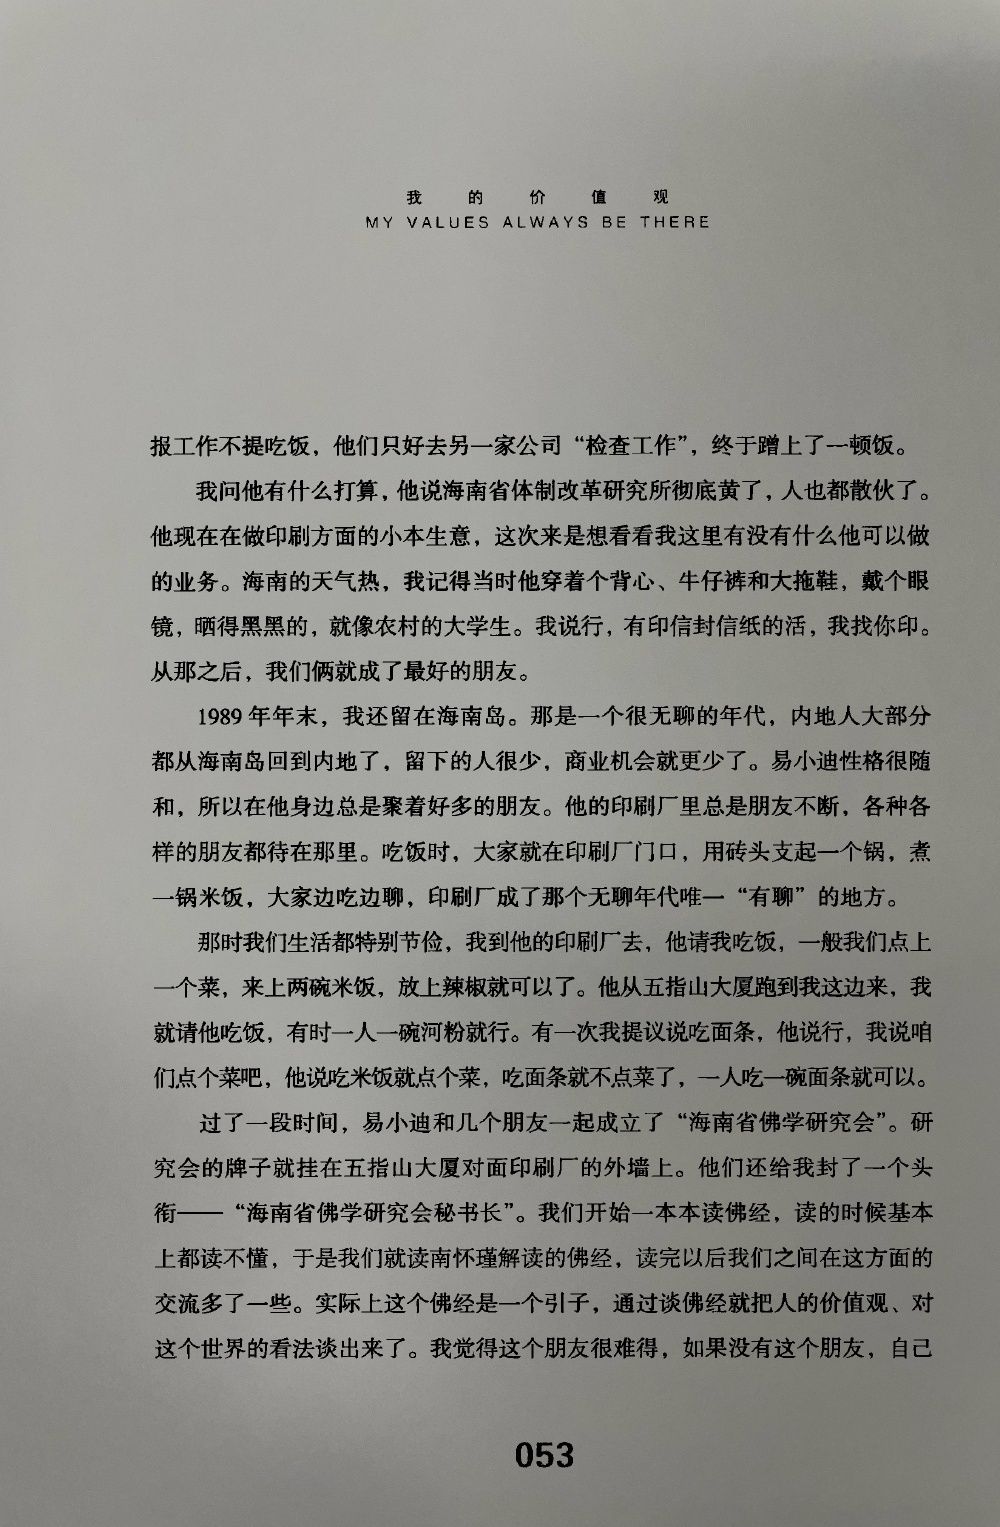 我的价值观
MY VALUES ALWAYS BE THERE
报工作不提吃饭，他们只好去另一家公司“检查工作”，终于蹭上了一顿饭。
我问他有什么打算，他说海南省体制改革研究所彻底黄了，人也都散伙了。
他现在在做印刷方面的小本生意，这次来是想看看我这里有没有什么他可以做
的业务。海南的天气热，我记得当时他穿着个背心、牛仔裤和大拖鞋，戴个眼
镜，晒得黑黑的，就像农村的大学生。我说行，有印信封信纸的活，我找你印。
从那之后，我们俩就成了最好的朋友。
1989年年末，我还留在海南岛。那是一个很无聊的年代，内地人大部分
都从海南岛回到内地了，留下的人很少，商业机会就更少了。易小迪性格很随
和，所以在他身边总是聚着好多的朋友。他的印刷厂里总是朋友不断，各种各
样的朋友都待在那里。吃饭时，大家就在印刷厂门口，用砖头支起一个锅，煮
一锅米饭，大家边吃边聊，印刷厂成了那个无聊年代唯一“有聊”的地方。
那时我们生活都特别节俭，我到他的印刷厂去，他请我吃饭，一般我们点上
一个菜，来上两碗米饭，放上辣椒就可以了。他从五指山大厦跑到我这边来，我
就请他吃饭，有时一人一碗河粉就行。有一次我提议说吃面条，他说行，我说咱
们点个菜吧，他说吃米饭就点个菜，吃面条就不点菜了，一人吃一碗面条就可以。
过了一段时间，易小迪和几个朋友一起成立了“海南省佛学研究会”。研
究会的牌子就挂在五指山大厦对面印刷厂的外墙上。他们还给我封了一个头
衔——“海南省佛学研究会秘书长”。我们开始一本本读佛经，读的时候基本
上都读不懂，于是我们就读南怀瑾解读的佛经，读完以后我们之间在这方面的
交流多了一些。实际上这个佛经是一个引子，通过谈佛经就把人的价值观、对
这个世界的看法谈出来了。我觉得这个朋友很难得，如果没有这个朋友，自己
053